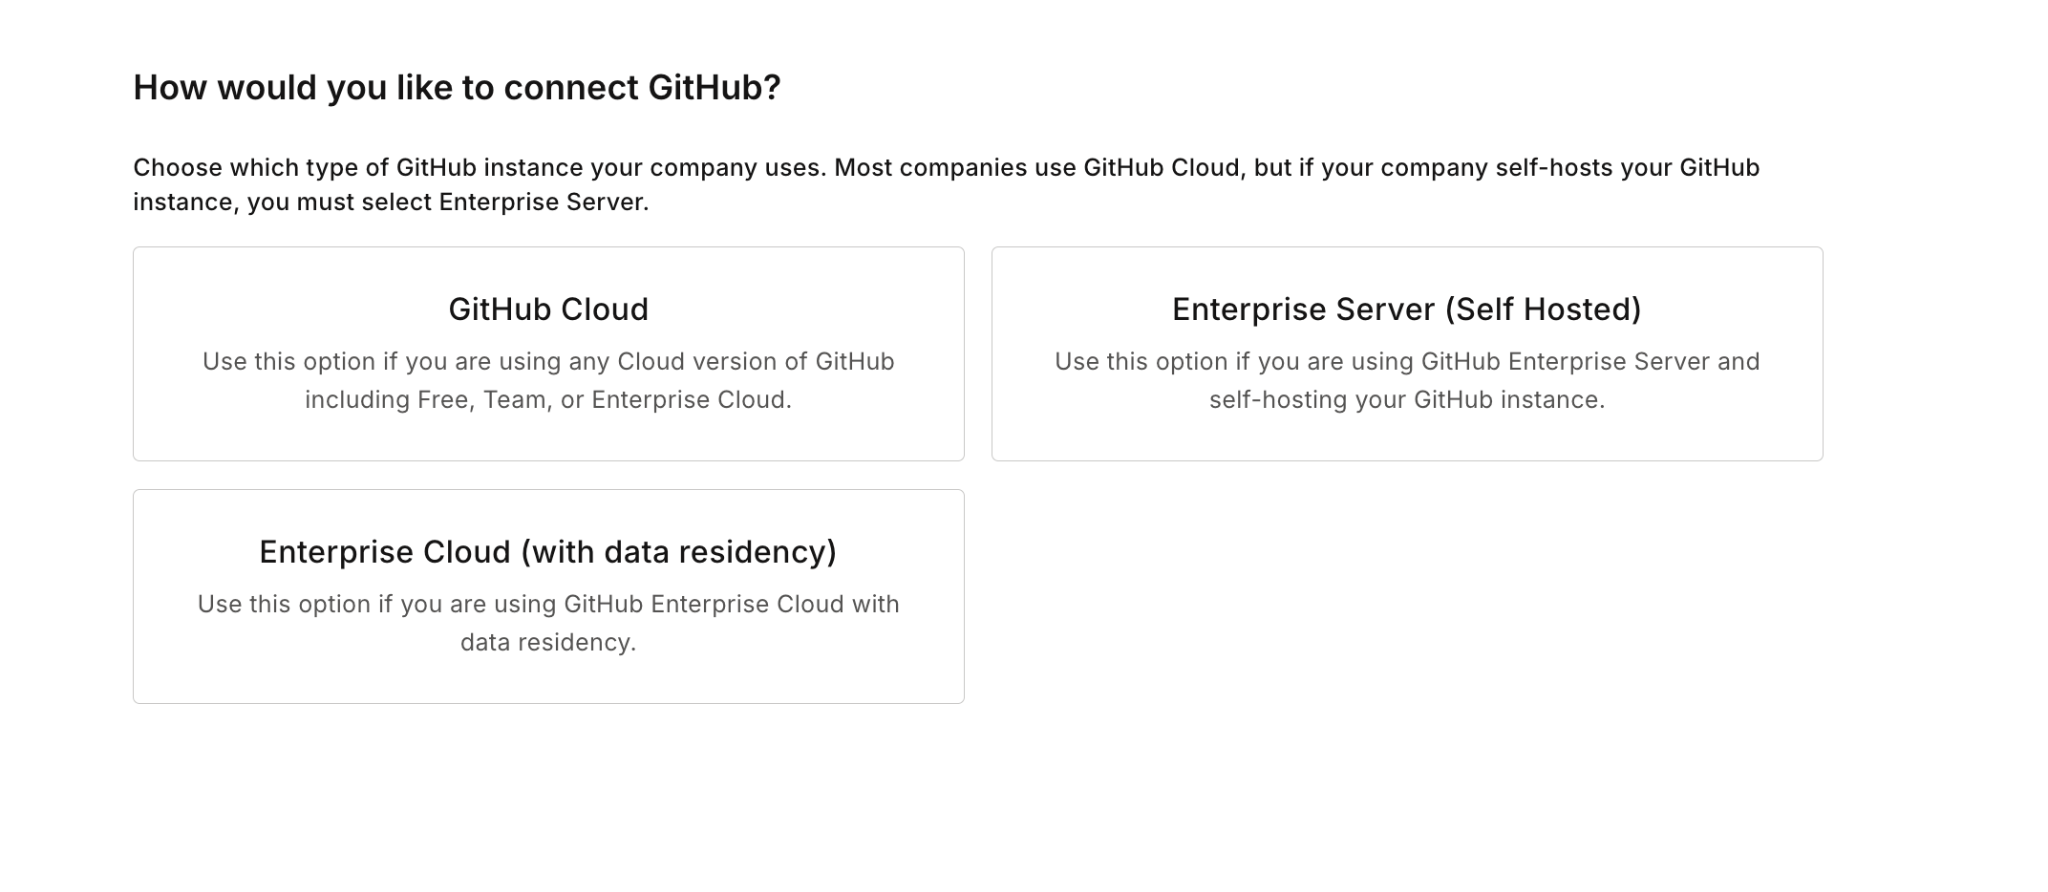 How would you like to connect GitHub?
Choose which type of GitHub instance your company uses. Most companies use GitHub Cloud, but if your company self-hosts your GitHub
instance, you must select Enterprise Server.
GitHub Cloud
Use this option if you are using any Cloud version of GitHub
including Free, Team, or Enterprise Cloud.
Enterprise Server (Self Hosted)
Use this option if you are using GitHub Enterprise Server and
self-hosting your GitHub instance.
Enterprise Cloud (with data residency)
Use this option if you are using GitHub Enterprise Cloud with
data residency.